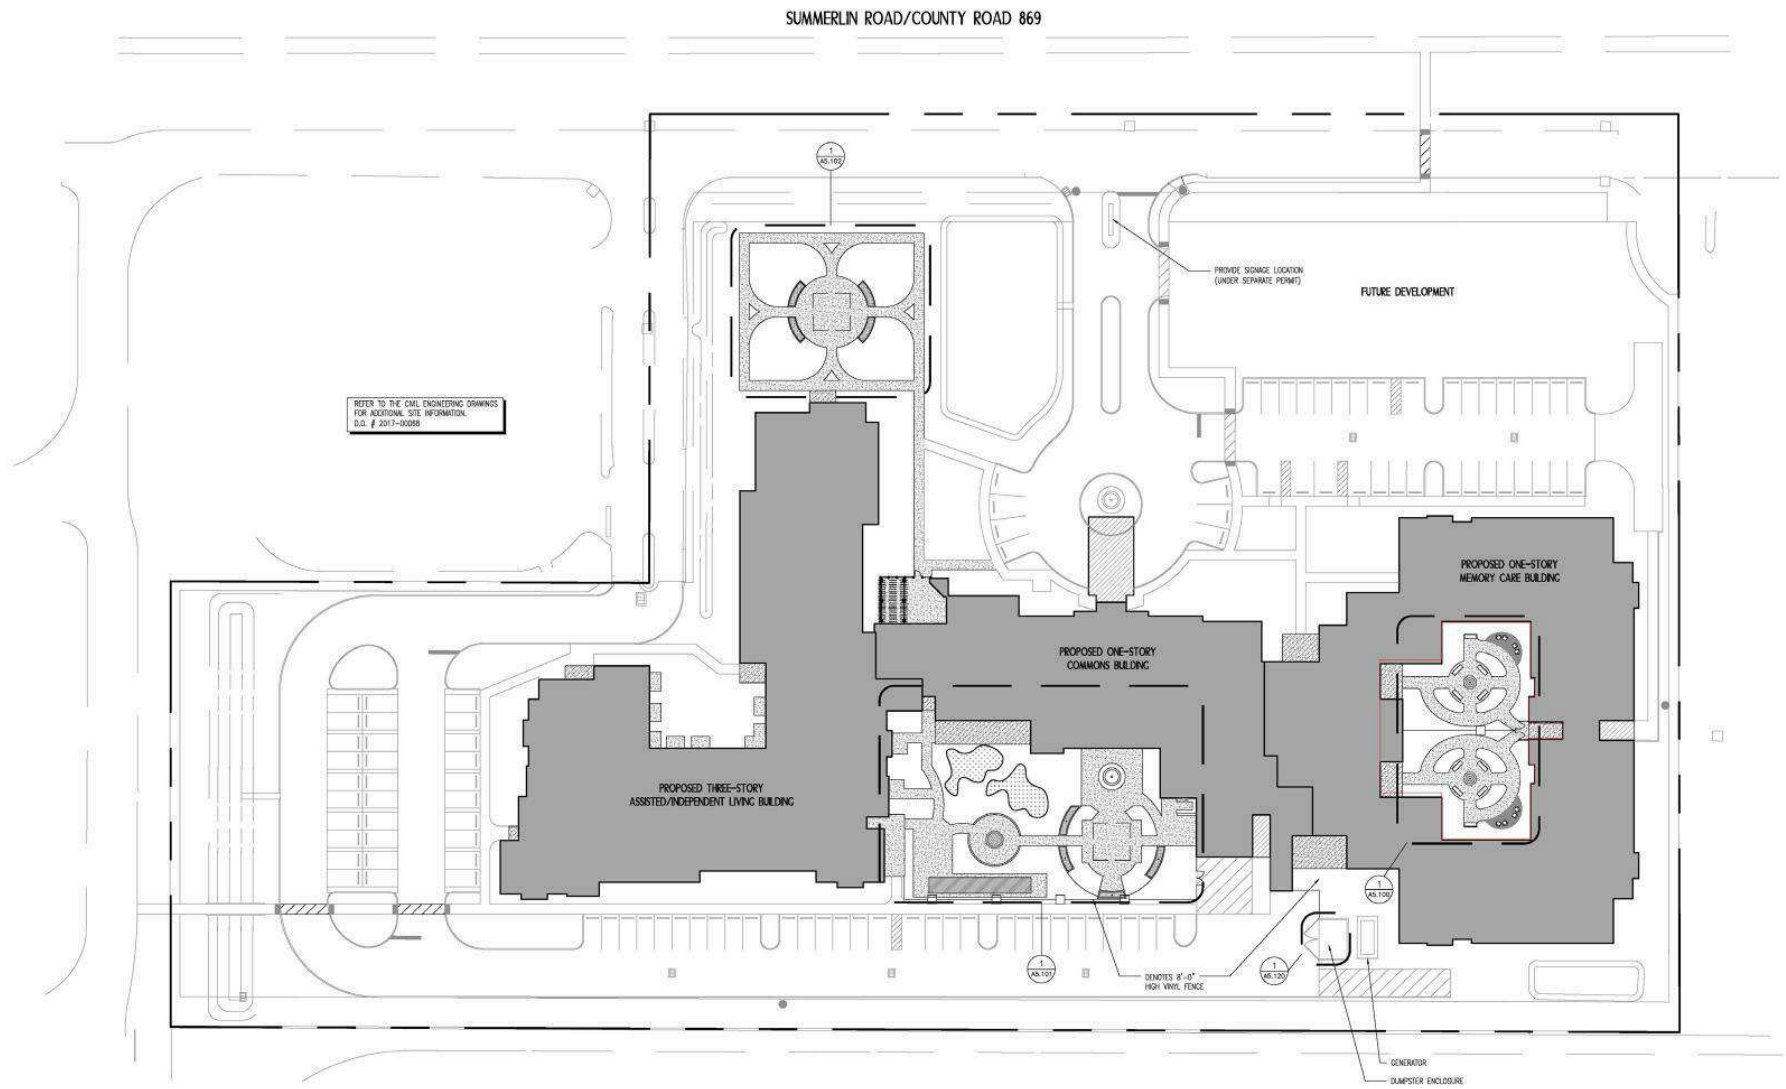 SUMMERLIN ROAD/COUNTY ROAD 869
1
A5.102
PROVIDE SIGNAGE LOCATION
(UNDER SEPARATE PERMIT)
FUTURE DEVELOPMENT
REFER TO THE CIVIL ENGINEERING DRAWINGS
FOR ADDITIONAL SITE INFORMATION.
D.O. # 2017-00088
PROPOSED ONE-STORY
MEMORY CARE BUILDING
PROPOSED ONE-STORY
COMMONS BUILDING
PROPOSED THREE-STORY
ASSISTED/INDEPENDENT LIVING BUILDING
1
A5.100
1
A5.101
DENOTES 8'-0"
HIGH VINYL FENCE
1
A5.120
GENERATOR
DUMPSTER ENCLOSURE